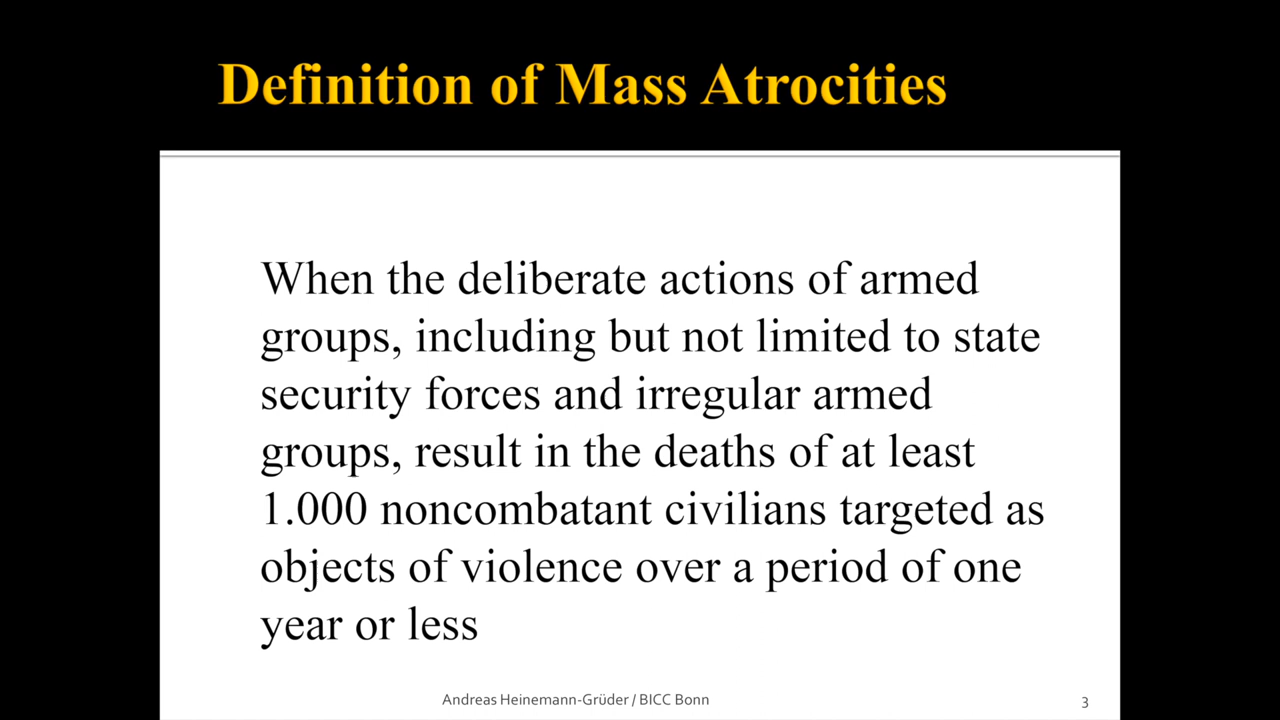 Definition of Mass Atrocities
When the deliberate actions of armed
groups, including but not limited to state
security forces and irregular armed
groups, result in the deaths of at least
1.000 noncombatant civilians targeted as
objects of violence over a period of one
year or less
Andreas Heinemann-Grüder / BICC Bonn
3